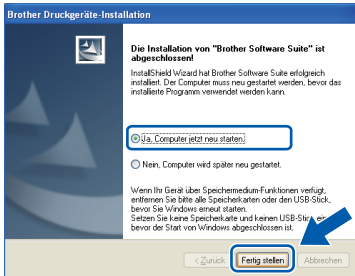 Brother Druckgeräte-Installation
Die Installation von "Brother Software Suite" ist
abgeschlossen!
InstallShield Wizard hat Brother Software Suite erfolgreich
installiert. Der Computer muss neu gestartet werden, bevor das
installierte Programm verwendet werden kann.
Ja, Computer jetzt neu starten.
Nein, Computer wird später neu gestartet.
Wenn Ihr Gerät über Speichermedium-Funktionen verfügt,
entfernen Sie bitte alle Speicherkarten oder den USB-Stick,
bevor Sie Windows erneut starten.
Setzen Sie keine Speicherkarte und keinen USB-Stick
bevor der Start von Windows abgeschlossen ist.
< Zurück
Fertig stellen
Abbrechen